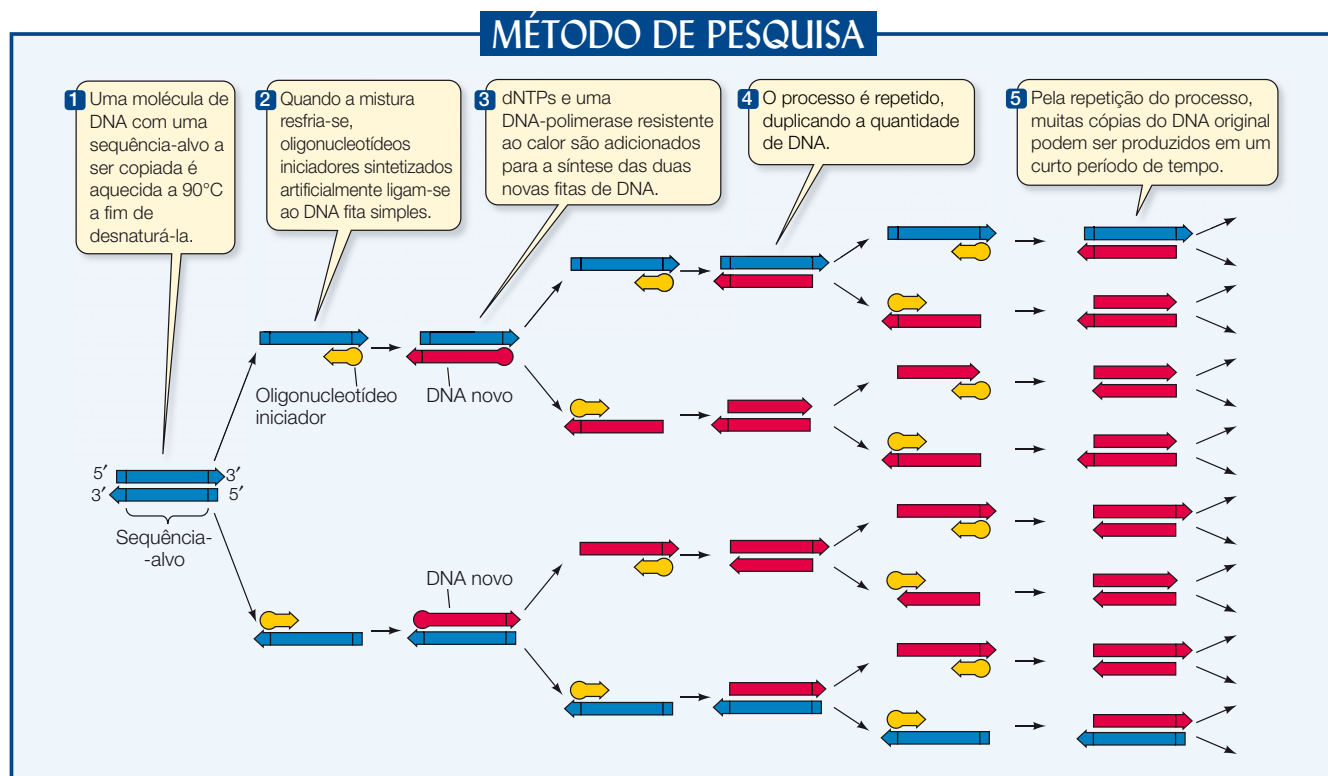 MÉTODO DE PESQUISA
1 Uma molécula de
DNA com uma
sequência-alvo a
ser copiada é
aquecida a 90°C
a fim de
desnaturá-la.
2 Quando a mistura
resfria-se,
oligonucleotídeos
iniciadores sintetizados
artificialmente ligam-se
ao DNA fita simples.
3 dNTPs e uma
DNA-polimerase resistente
ao calor são adicionados
para a síntese das duas
novas fitas de DNA.
4 O processo é repetido,
duplicando a quantidade
de DNA.
5 Pela repetição do processo,
muitas cópias do DNA original
podem ser produzidos em um
curto período de tempo.
Oligonucleotídeo
iniciador
DNA novo
5′ 3′
3′ 5′
Sequência-
-alvo
DNA novo